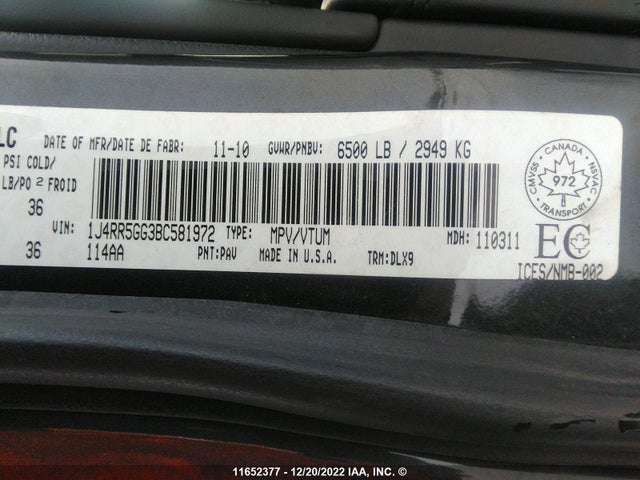 LC DATE OF MFR/DATE DE FABR: 11-10 GVWR/PNBV: 6500 LB / 2949 KG
PSI COLD/
LB/PO 2 FROID
36
VIN: 1J4RR5GG3BC581972 TYPE: MPV/VTUM MDH: 110311
36 114AA PNT:PAV MADE IN U.S.A. TRM:DLX9
CANADA
CMVSS 972 NSVAC
TRANSPORT
EC
ICES/NMB-002
11652377 - 12/20/2022 IAA, INC. ©